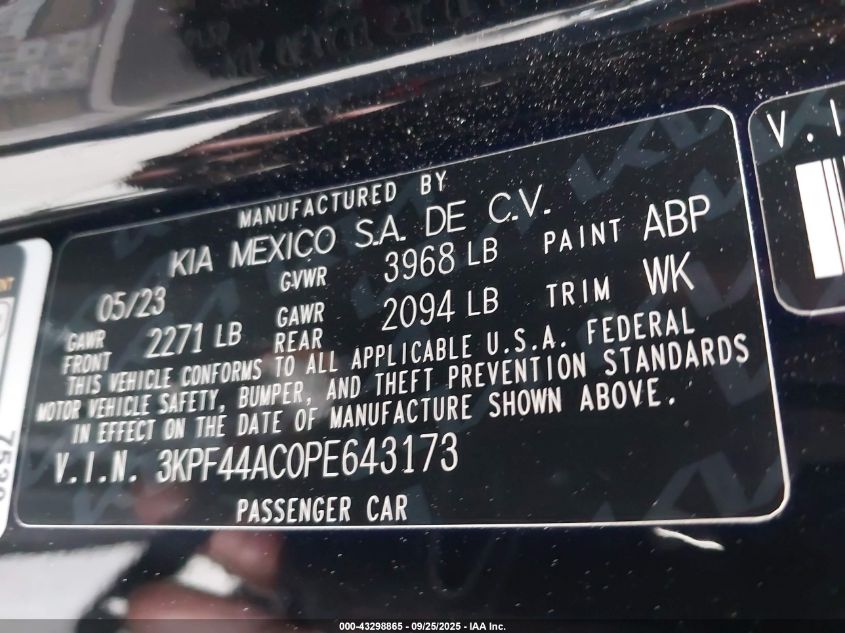 MANUFACTURED BY
KIA MEXICO S.A. DE C.V.
05/23 GVWR 3968 LB PAINT ABP
GAWR FRONT 2271 LB GAWR REAR 2094 LB TRIM WK
THIS VEHICLE CONFORMS TO ALL APPLICABLE U.S.A. FEDERAL
MOTOR VEHICLE SAFETY, BUMPER, AND THEFT PREVENTION STANDARDS
IN EFFECT ON THE DATE OF MANUFACTURE SHOWN ABOVE.
V.I.N. 3KPF44AC0PE643173
PASSENGER CAR
V.I
000-43298865 - 09/25/2025 - IAA Inc.